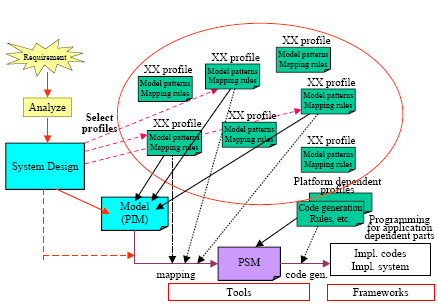 Requirement
Analyze
System Design
Select
profiles
XX profile
Model patterns
Mapping rules
XX profile
Model patterns
Mapping rules
XX profile
Model patterns
Mapping rules
XX profile
Model patterns
Mapping rules
XX profile
Model patterns
Mapping rules
XX profile
Model patterns
Mapping rules
XX profile
Model patterns
Mapping rules
Platform dependent
profiles
Code generation
Rules, etc.
Model
(PIM)
Programming
for application
dependent parts
mapping
PSM
code gen.
Impl. codes
Impl. system
Tools
Frameworks